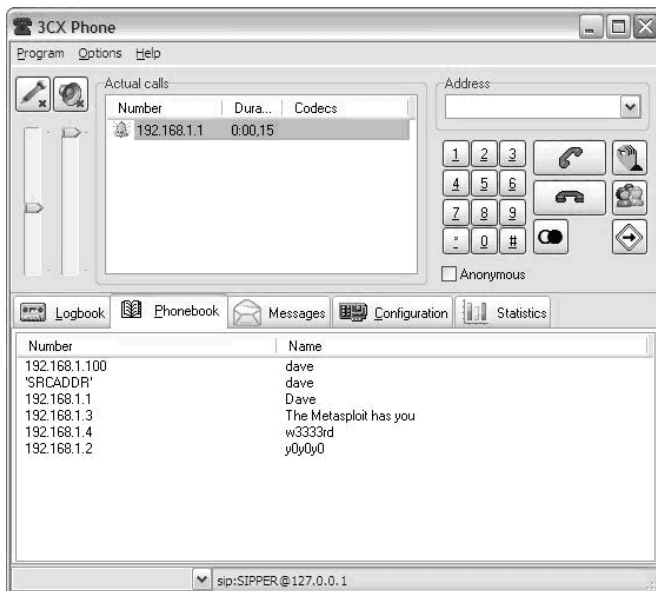 3CX Phone
Program Options Help
Actual calls
Number Dura... Codecs
192.168.1.1 0:00,15
Address
1 2 3
4 5 6
7 8 9
* 0 #
Anonymous
Logbook Phonebook Messages Configuration Statistics
Number Name
192.168.1.100 dave
'SRCADDR' dave
192.168.1.1 Dave
192.168.1.3 The Metasploit has you
192.168.1.4 w3333rd
192.168.1.2 y0y0y0
sip:SIPPER@127.0.0.1